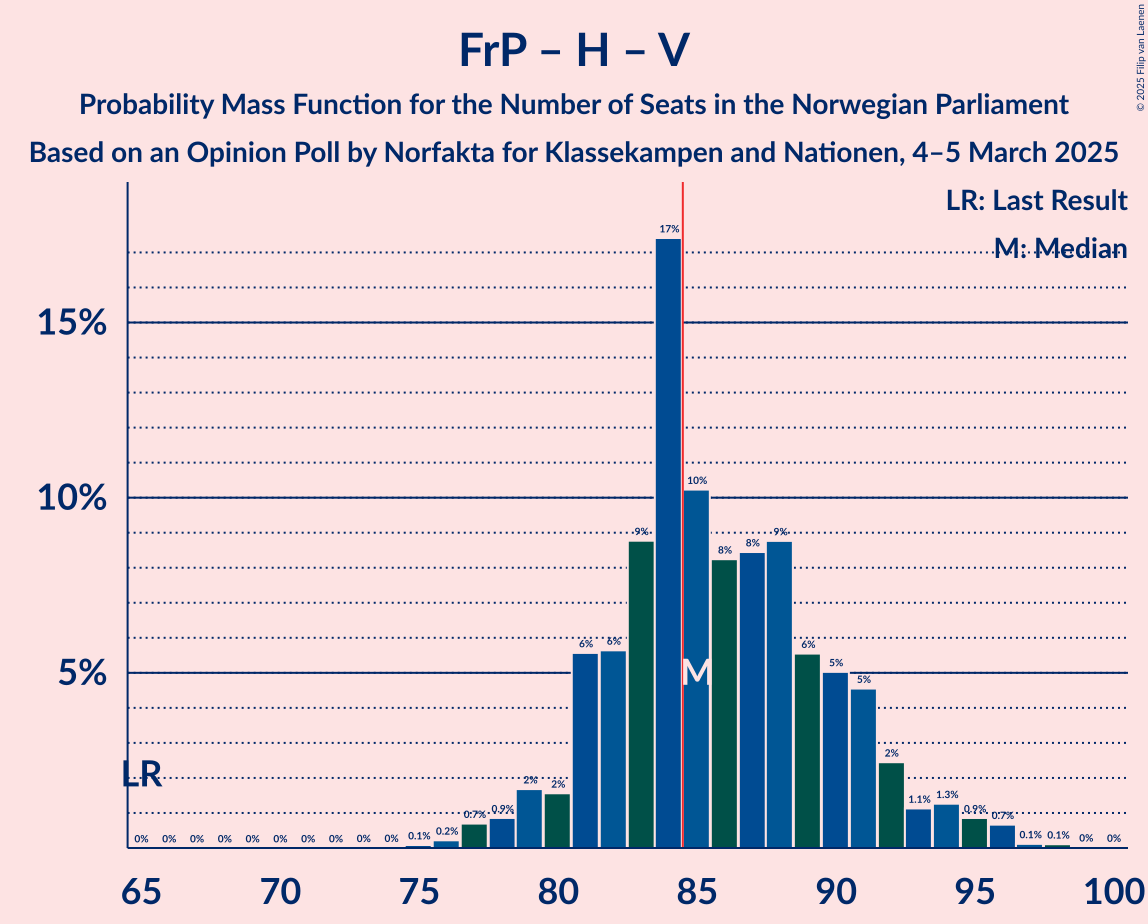 FrP – H – V
Probability Mass Function for the Number of Seats in the Norwegian Parliament
Based on an Opinion Poll by Norfakta for Klassekampen and Nationen, 4–5 March 2025
© 2025 Filip van Laenen
LR: Last Result
M: Median
17%
15%
10%
10%
9%
8%
8%
9%
6%
6%
6%
5%
5%
5%
M
LR
2%
2%
2%
0.7%
0.9%
1.1%
1.3%
0.9%
0.7%
0% 0% 0% 0% 0% 0% 0% 0% 0% 0% 0.1% 0.2% 0.1% 0.1% 0% 0%
65 70 75 80 85 90 95 100